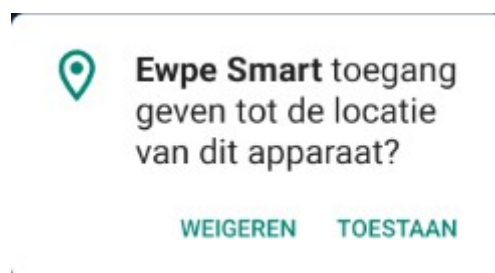 Ewpe Smart toegang
geven tot de locatie
van dit apparaat?
WEIGEREN TOESTAAN